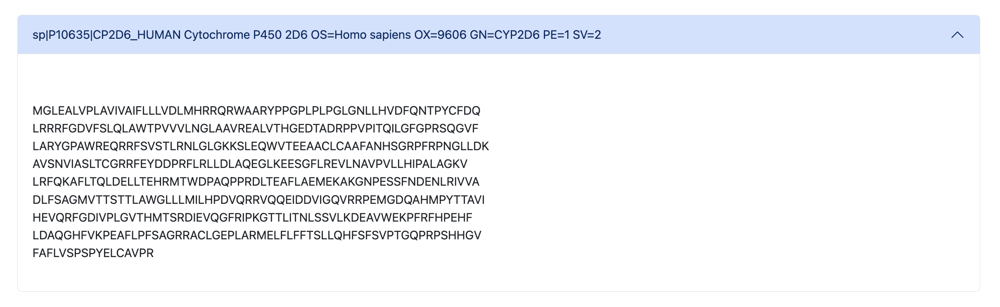 sp|P10635|CP2D6_HUMAN Cytochrome P450 2D6 OS=Homo sapiens OX=9606 GN=CYP2D6 PE=1 SV=2
MGLEALVPLAVIVAIFLLLVDLMHRRQRWAARYPPGPLPLPGLGNLLHVDFQNTPYCFDQ
LRRRFGDVFSLQLAWTPVVVLNGLAAVREALVTHGEDTADRPPVPITQILGFGPRSQGVF
LARYGPAWREQRRFSVSTLRNLGLGKKSLEQWVTEEAACLCAAFANHSGRPFRPNGLLDK
AVSNVIASLTCGRRFEYDDPRFLRLLDLAQEGLKEESGFLREVLNAVPVLLHIPALAGKV
LRFQKAFLTQLDELLTEHRMTWDPAQPPRDLTEAFLAEMEKAKGNPESSFNDENLRIVVA
DLFSAGMVTTSTTLAWGLLLMILHPDVQRRVQQEIDDVIGQVRRPEMGDQAHMPYTTAVI
HEVQRFGDIVPLGVTHMTSRDIEVQGFRIPKGTTLITNLSSVLKDEAVWEKPFRFHPEHF
LDAQGHFVKPEAFLPFSAGRRACLGEPLARMELFLFFTSLLQHFSFSVPTGQPRPSHHGV
FAFLVSPSPYELCAVPR